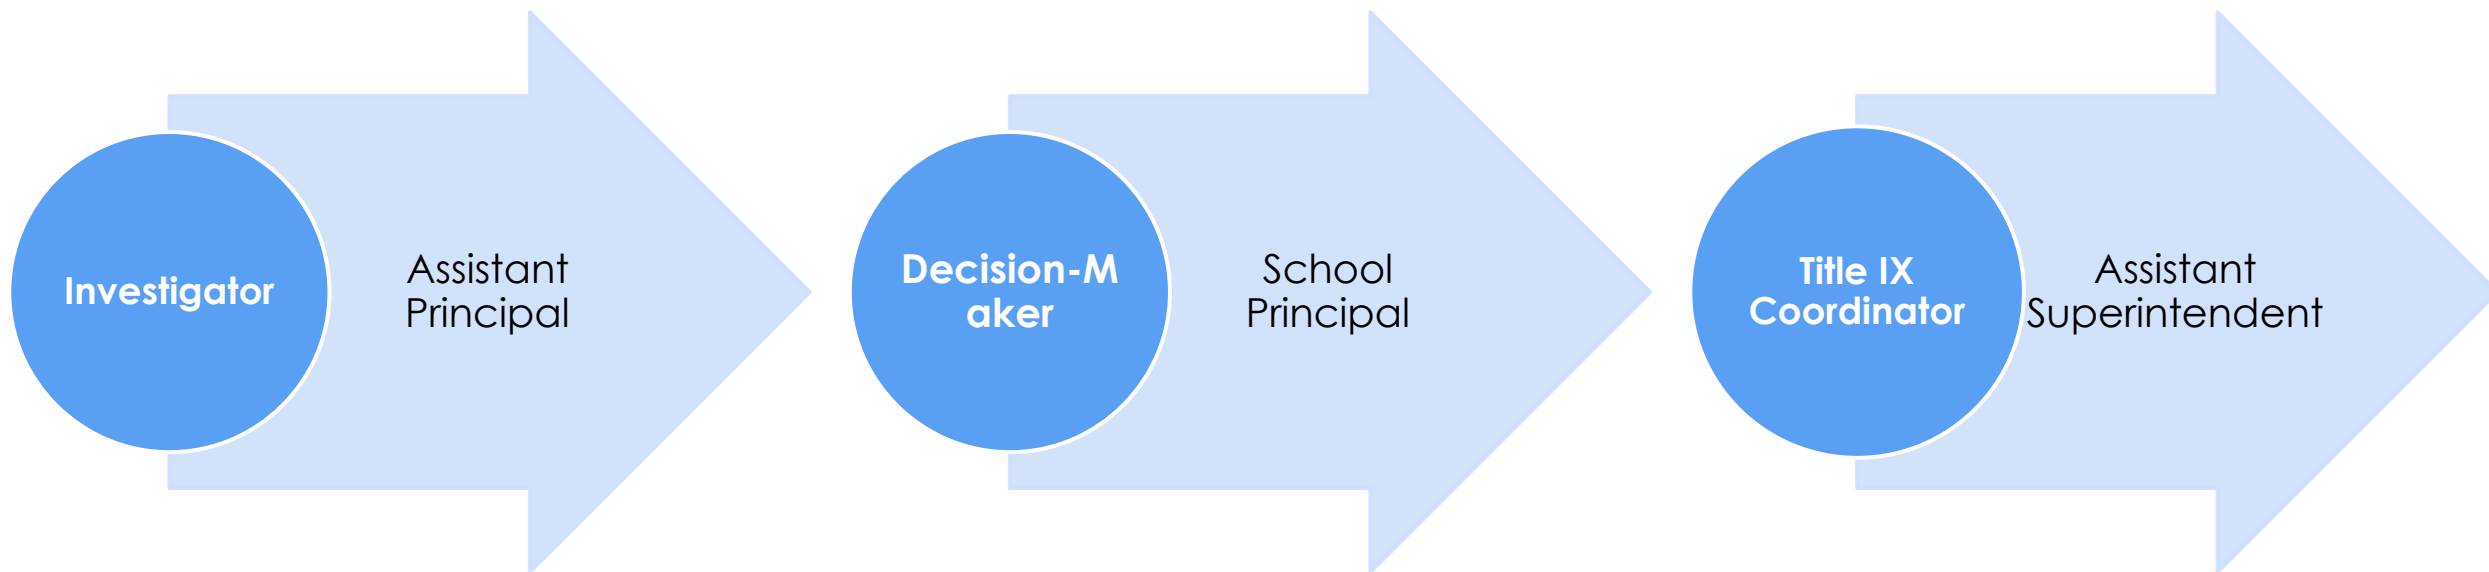 Investigator
Assistant
Principal
Decision-M
aker
School
Principal
Title IX
Coordinator
Assistant
Superintendent